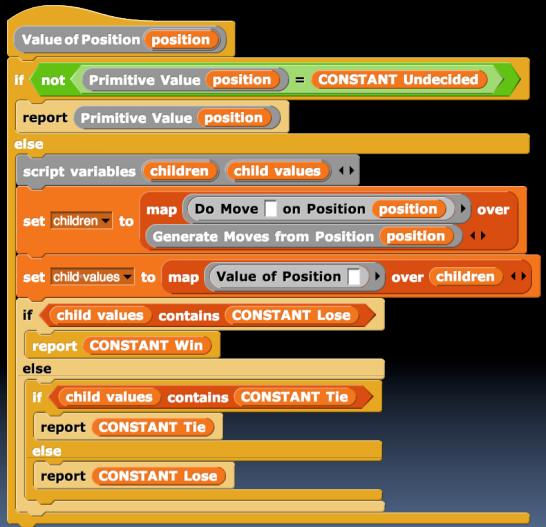 Value of Position position
if not Primitive Value position = CONSTANT Undecided
report Primitive Value position
else
script variables children child values
set children to map Do Move on Position position over
Generate Moves from Position position
set child values to map Value of Position over children
if child values contains CONSTANT Lose
report CONSTANT Win
else
if child values contains CONSTANT Tie
report CONSTANT Tie
else
report CONSTANT Lose